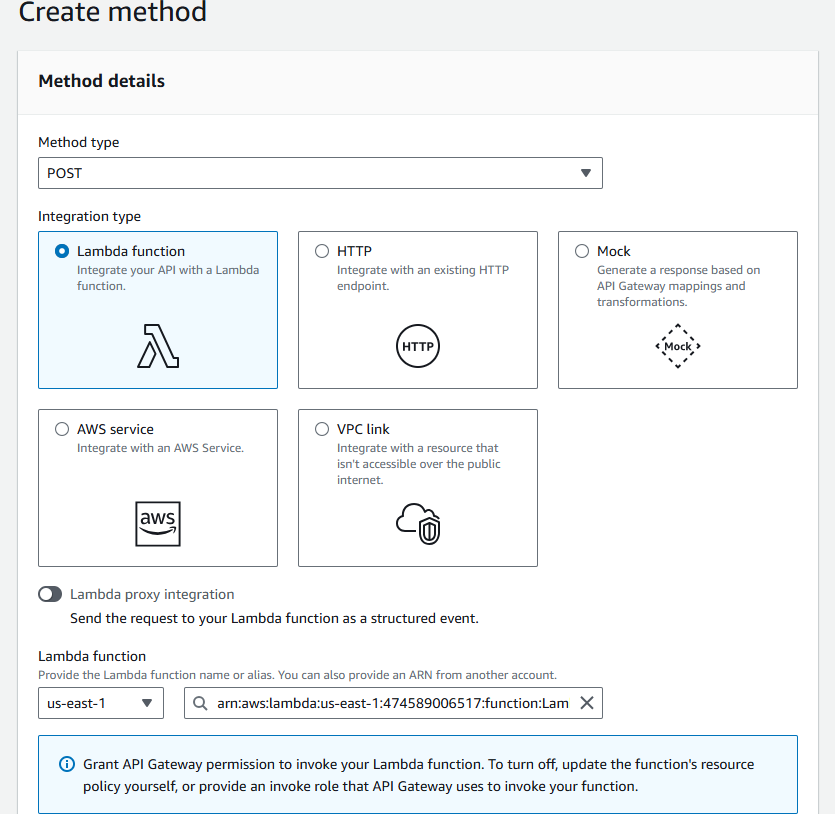 Create method
Method details
Method type
POST
Integration type
Lambda function
Integrate your API with a Lambda
function.
HTTP
Integrate with an existing HTTP
endpoint.
HTTP
Mock
Generate a response based on
API Gateway mappings and
transformations.
Mock
AWS service
Integrate with an AWS Service.
aws
VPC link
Integrate with a resource that
isn't accessible over the public
internet.
Lambda proxy integration
Send the request to your Lambda function as a structured event.
Lambda function
Provide the Lambda function name or alias. You can also provide an ARN from another account.
us-east-1
arn:aws:lambda:us-east-1:474589006517:function:Lam
Grant API Gateway permission to invoke your Lambda function. To turn off, update the function's resource
policy yourself, or provide an invoke role that API Gateway uses to invoke your function.